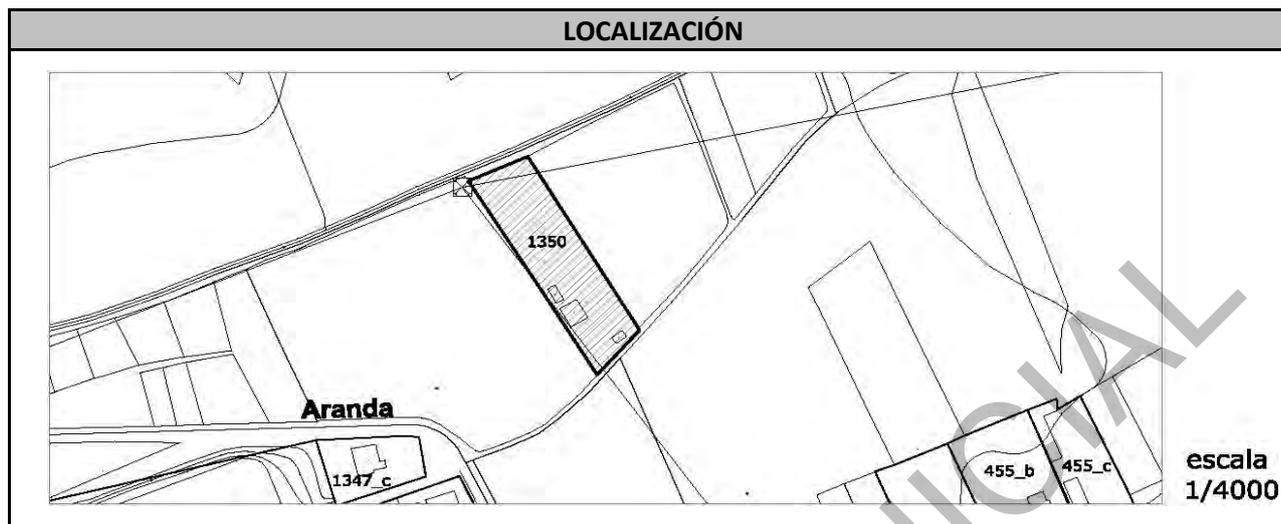 LOCALIZACIÓN
1350
Aranda
1347_c
455_b
455_c
escala
1/4000